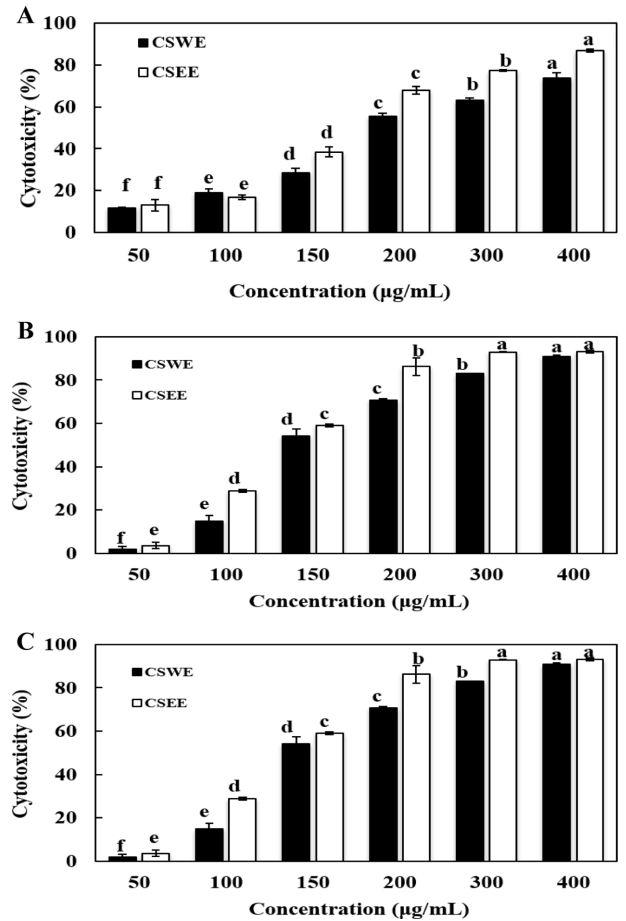 A
100
80
60
40
20
0
Cytotoxicity (%)
CSWE
CSEE
f f e e d d c c b b a a
50 100 150 200 300 400
Concentration (µg/mL)
B
100
80
60
40
20
0
Cytotoxicity (%)
CSWE
CSEE
f e e d d c c b b a a a
50 100 150 200 300 400
Concentration (µg/mL)
C
100
80
60
40
20
0
Cytotoxicity (%)
CSWE
CSEE
f e e d d c c b b a a a
50 100 150 200 300 400
Concentration (µg/mL)